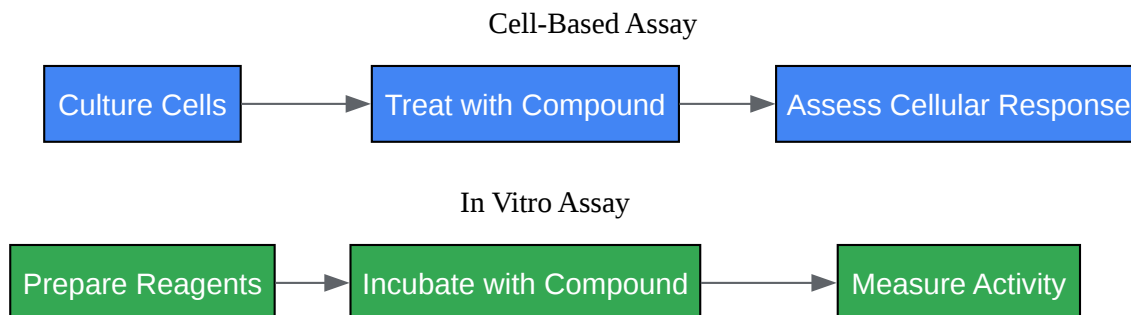 Cell-Based Assay
Culture Cells
Treat with Compound
Assess Cellular Response
In Vitro Assay
Prepare Reagents
Incubate with Compound
Measure Activity